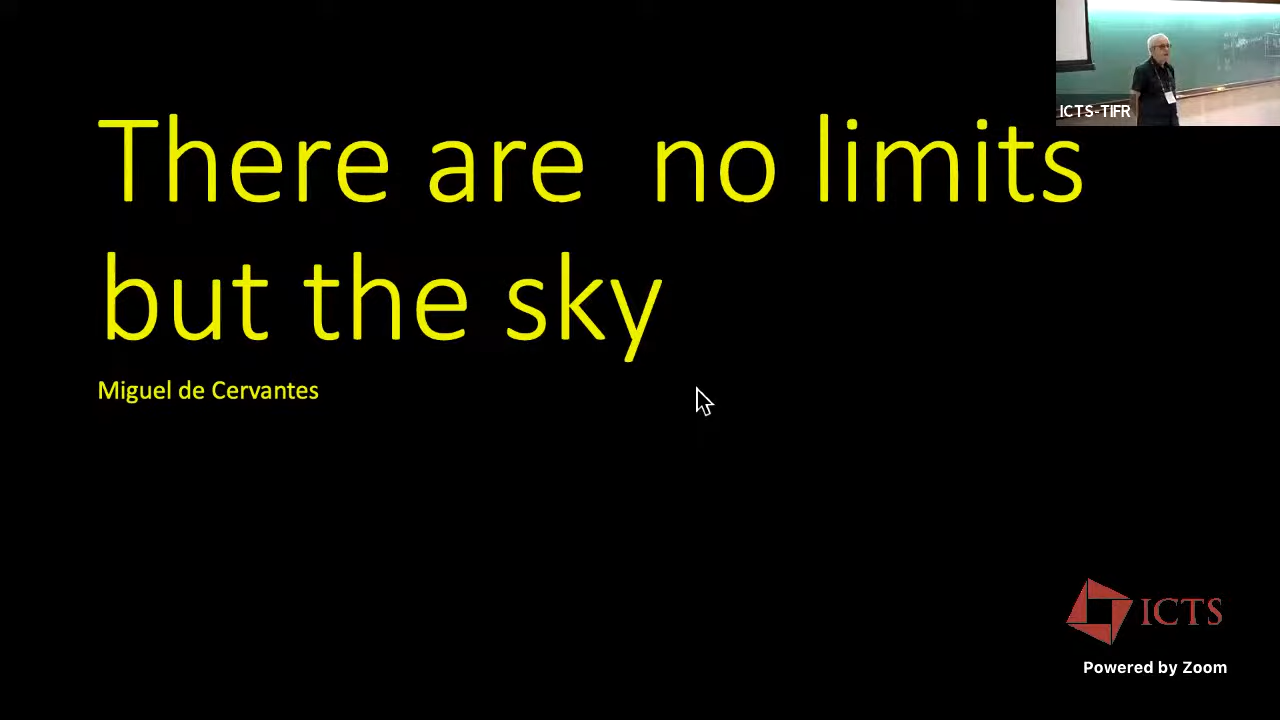 ICTS-TIFR
There are  no limits
but the sky
Miguel de Cervantes
ICTS
Powered by Zoom